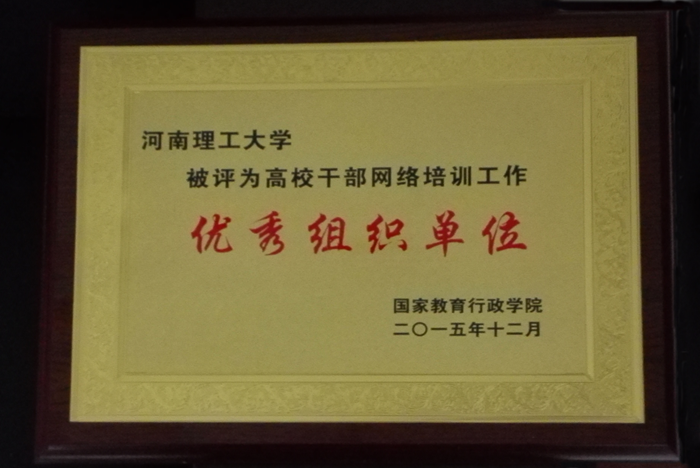 河南理工大学
被评为高校干部网络培训工作
优秀组织单位
国家教育行政学院
二〇一五年十二月